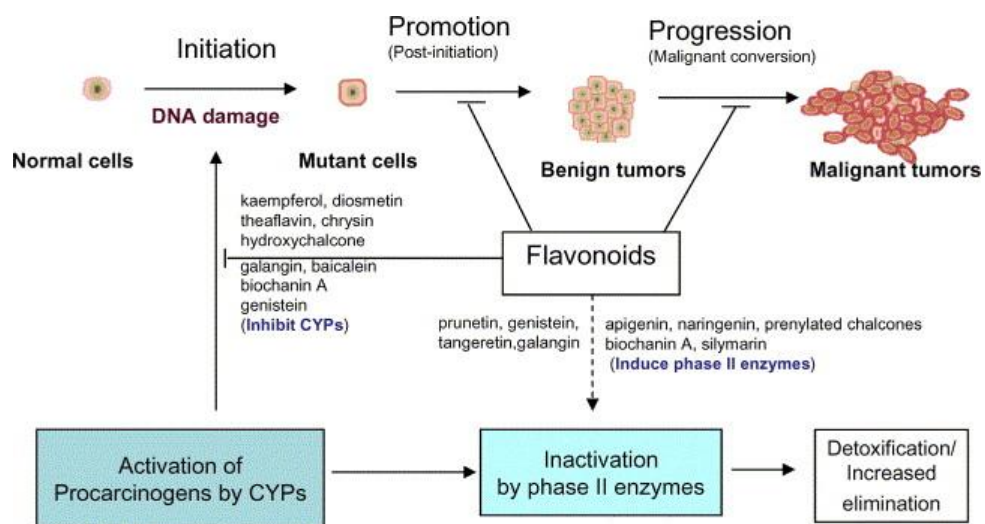 Initiation
Promotion
(Post-initiation)
Progression
(Malignant conversion)
DNA damage
Normal cells
Mutant cells
Benign tumors
Malignant tumors
kaempferol, diosmetin
theaflavin, chrysin
hydroxychalcone
galangin, baicalein
biochanin A
genistein
(Inhibit CYPs)
Flavonoids
prunetin, genistein,
tangeretin,galangin
apigenin, naringenin, prenylated chalcones
biochanin A, silymarin
(Induce phase II enzymes)
Activation of
Procarcinogens by CYPs
Inactivation
by phase II enzymes
Detoxification/
Increased
elimination